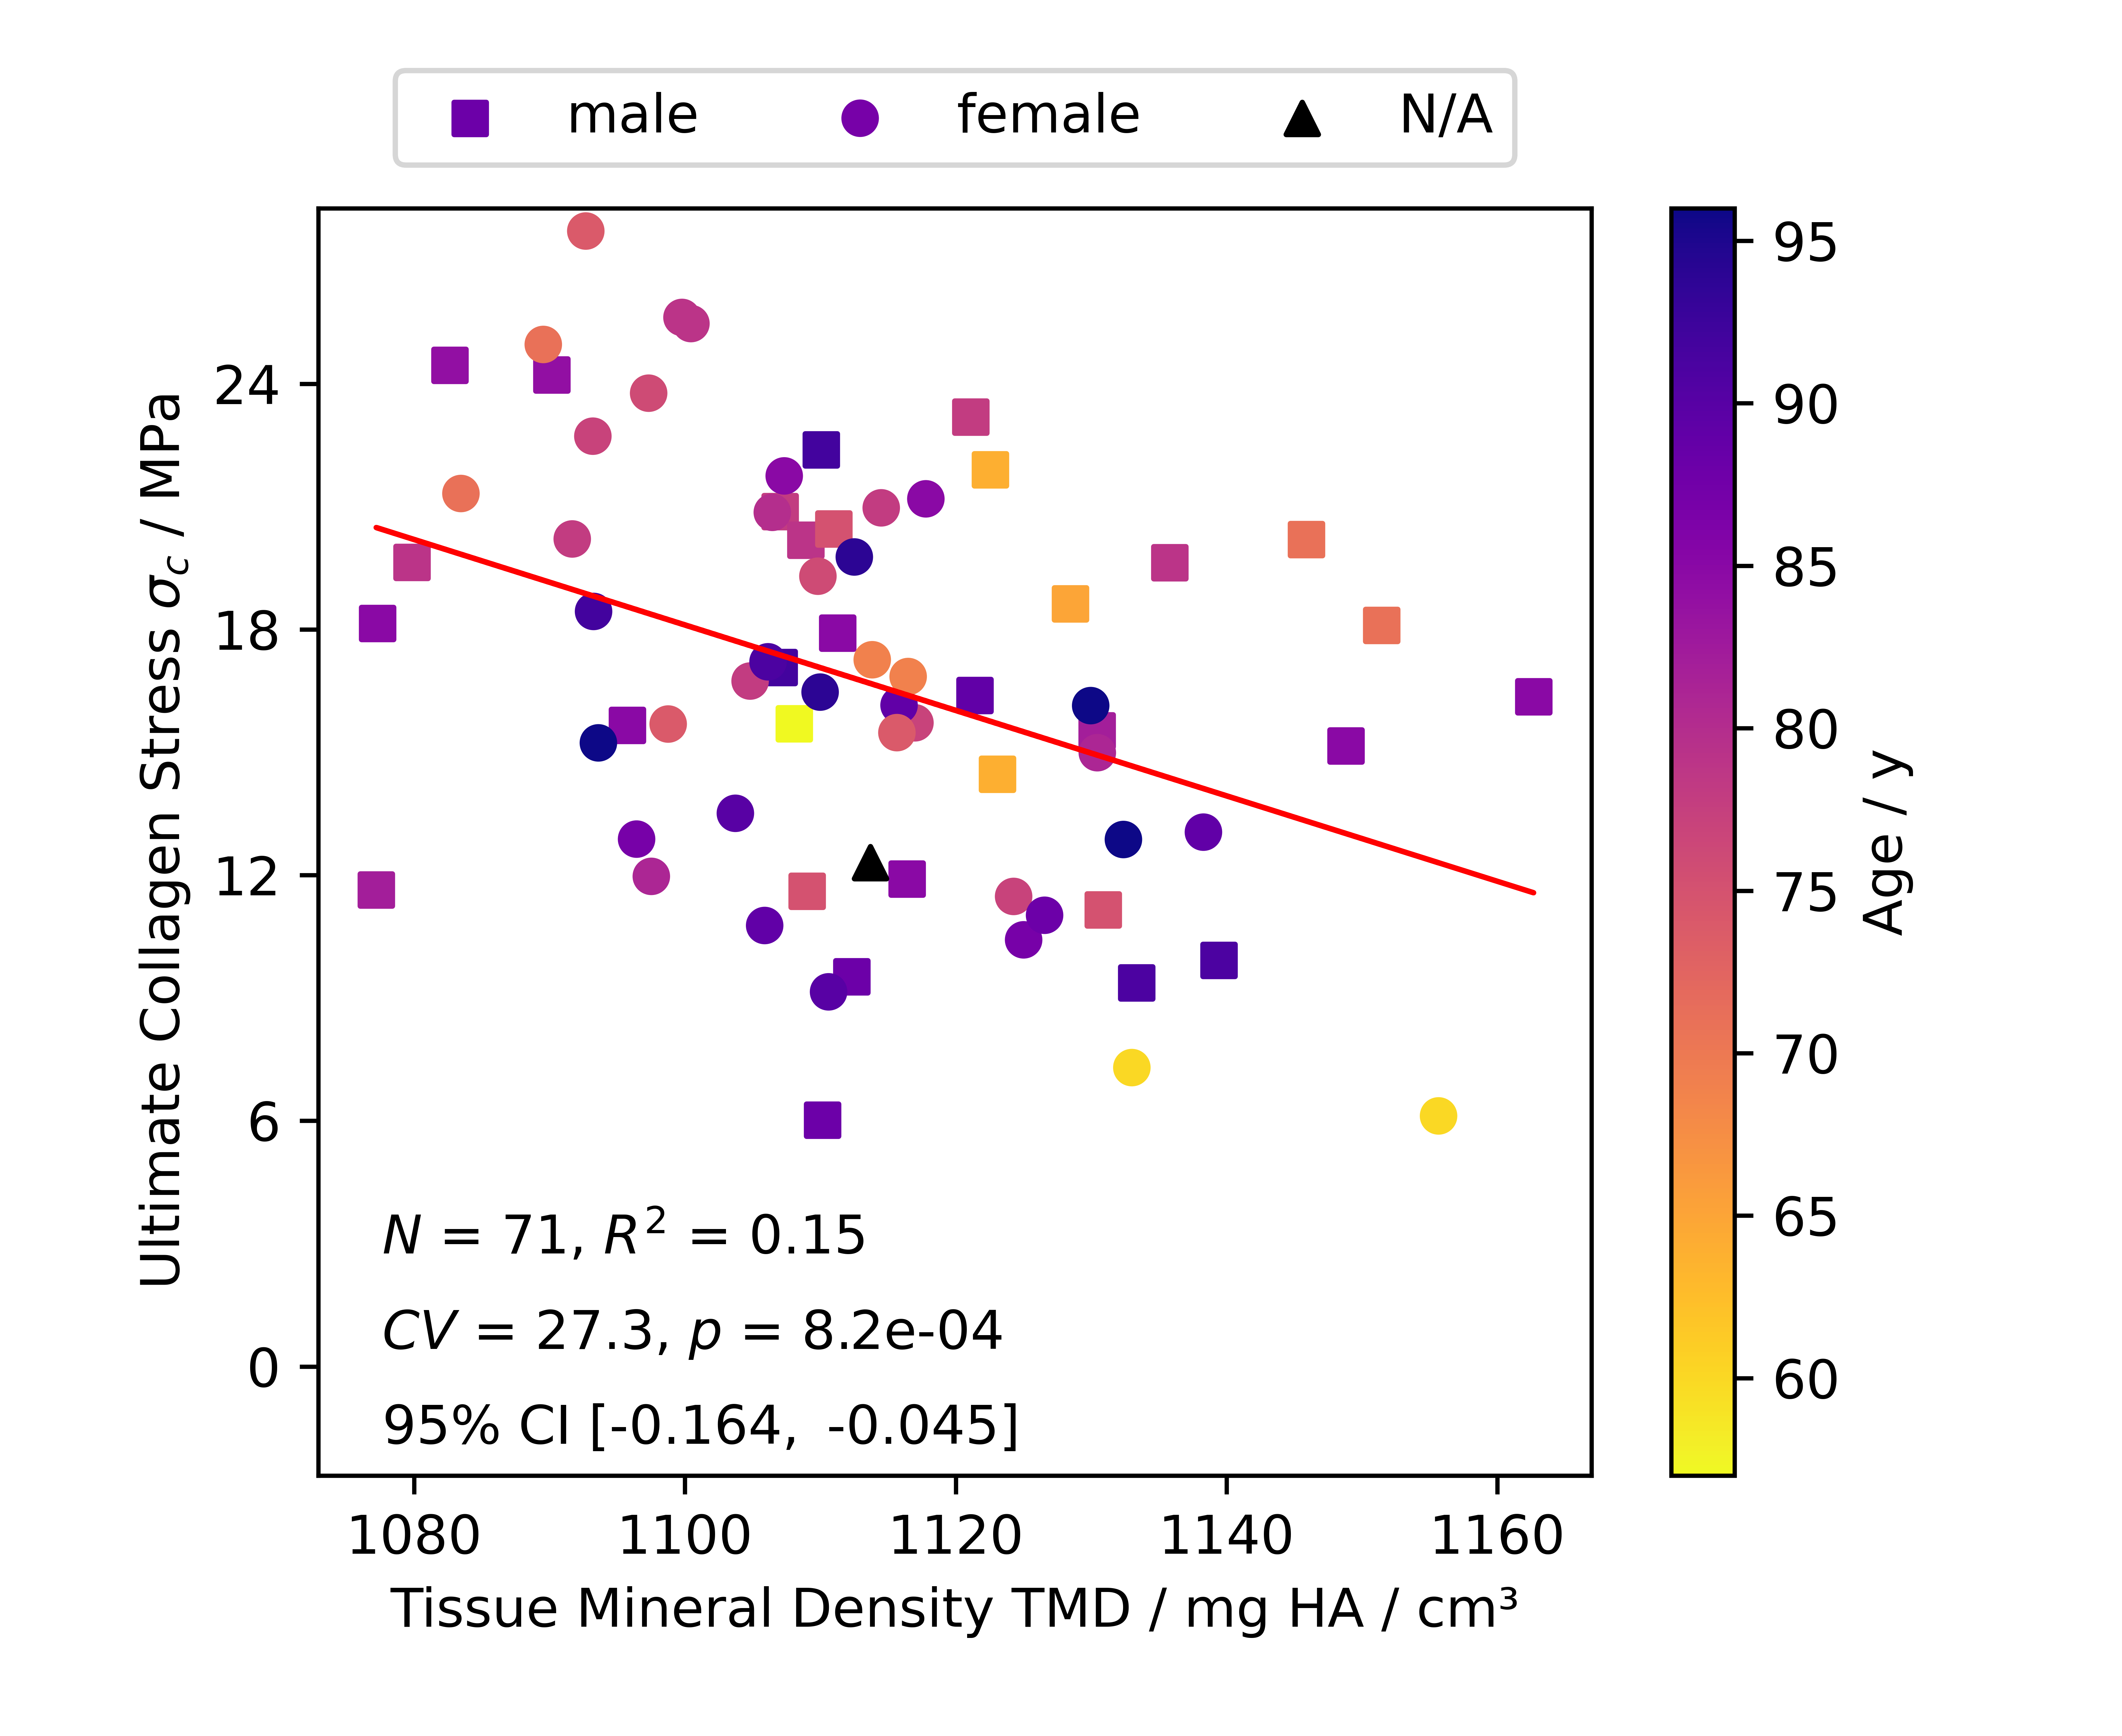 male female N/A
Ultimate Collagen Stress σc / MPa
24
18
12
6
0
N = 71, R² = 0.15
CV = 27.3, p = 8.2e-04
95% CI [-0.164, -0.045]
1080 1100 1120 1140 1160
Tissue Mineral Density TMD / mg HA / cm³
95
90
85
80
75
70
65
60
Age / y